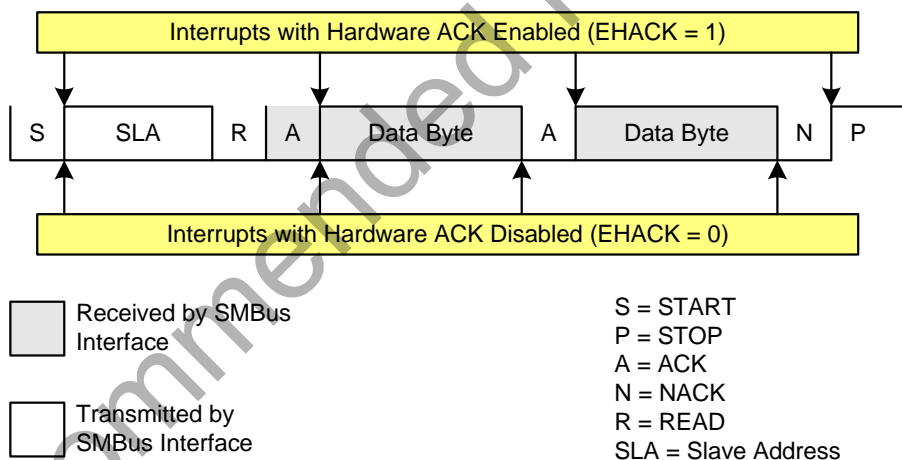 Interrupts with Hardware ACK Enabled (EHACK = 1)
S SLA R A Data Byte A Data Byte N P
Interrupts with Hardware ACK Disabled (EHACK = 0)
Received by SMBus
Interface
Transmitted by
SMBus Interface
S = START
P = STOP
A = ACK
N = NACK
R = READ
SLA = Slave Address